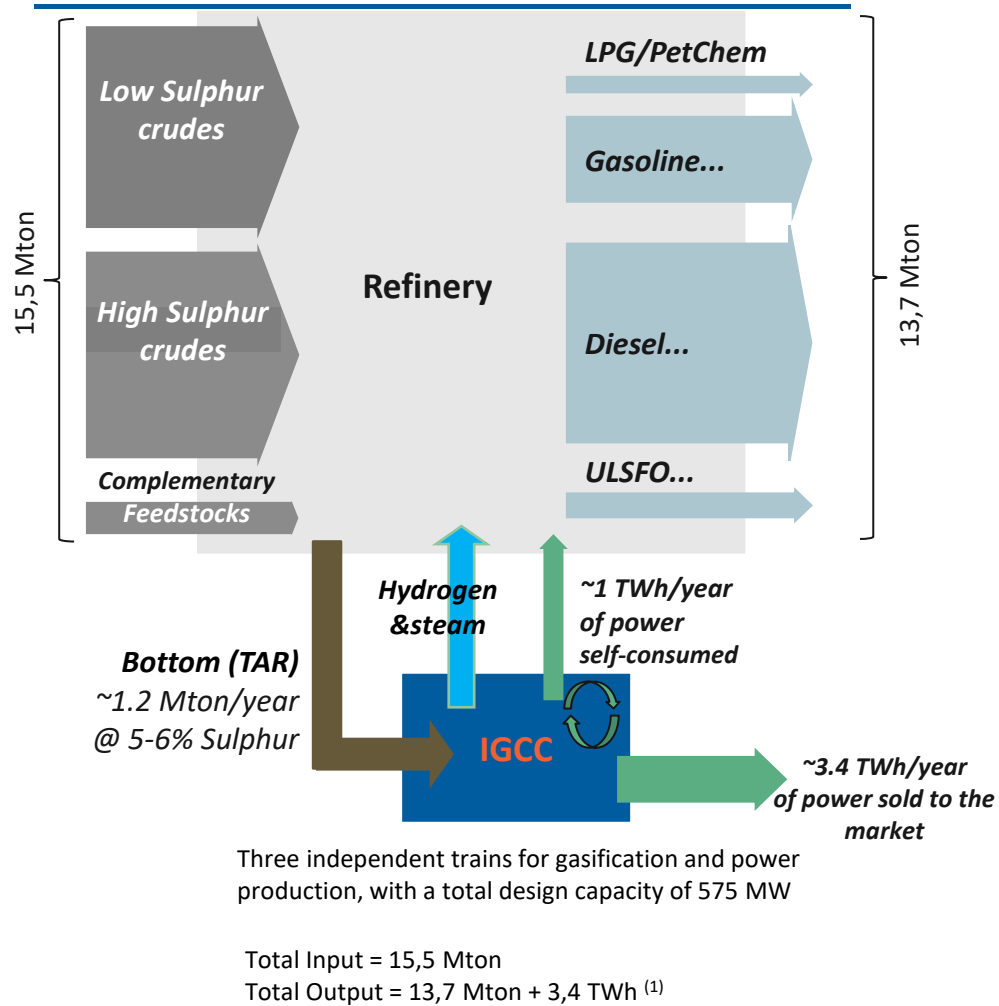 15,5 Mton
Low Sulphur
crudes
High Sulphur
crudes
Complementary
Feedstocks
Refinery
LPG/PetChem
Gasoline...
Diesel...
ULSFO...
13,7 Mton
Bottom (TAR)
~1.2 Mton/year
@ 5-6% Sulphur
Hydrogen
&steam
~1 TWh/year
of power
self-consumed
IGCC
~3.4 TWh/year
of power sold to the
market
Three independent trains for gasification and power
production, with a total design capacity of 575 MW
Total Input = 15,5 Mton
Total Output = 13,7 Mton + 3,4 TWh (1)